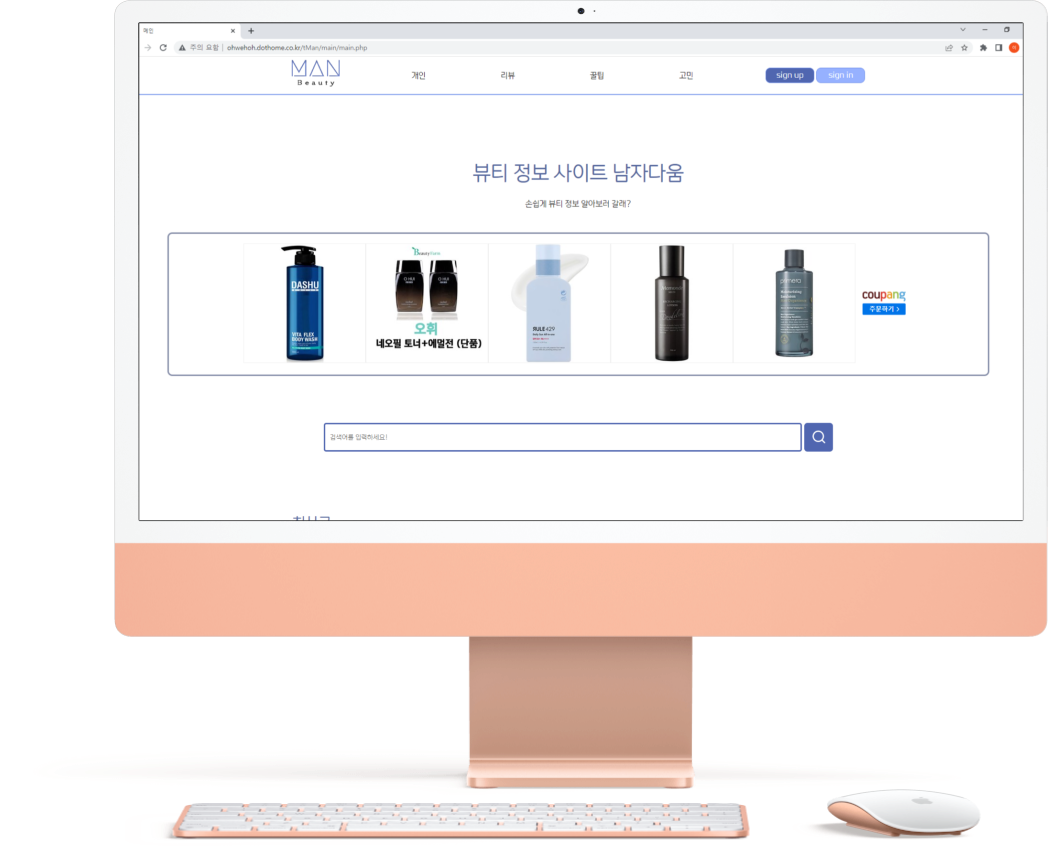 메인
주의 요함 | ohwehoh.dothome.co.kr/tMan/main/main.php
MAN
Beauty
개인
리뷰
꿀팁
고민
sign up
sign in
뷰티 정보 사이트 남자다움
손쉽게 뷰티 정보 알아보러 갈래?
DASHU
VITA FLEX
BODY WASH
오휘
네오필 토너+에멀전 (단품)
RULE 429
primera
coupang
주문하기 >
검색어를 입력하세요!